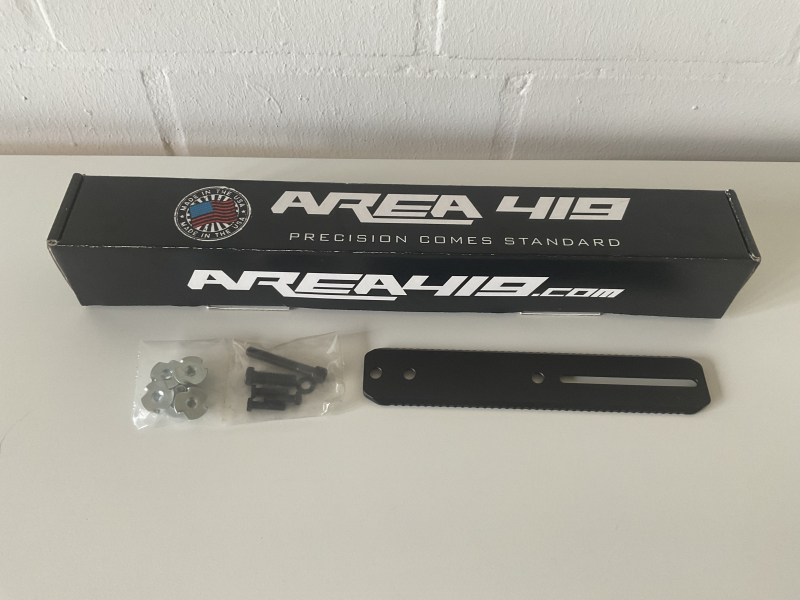 MADE IN THE USA
MADE IN THE USA
AREA 419
PRECISION COMES STANDARD
AREA419.com